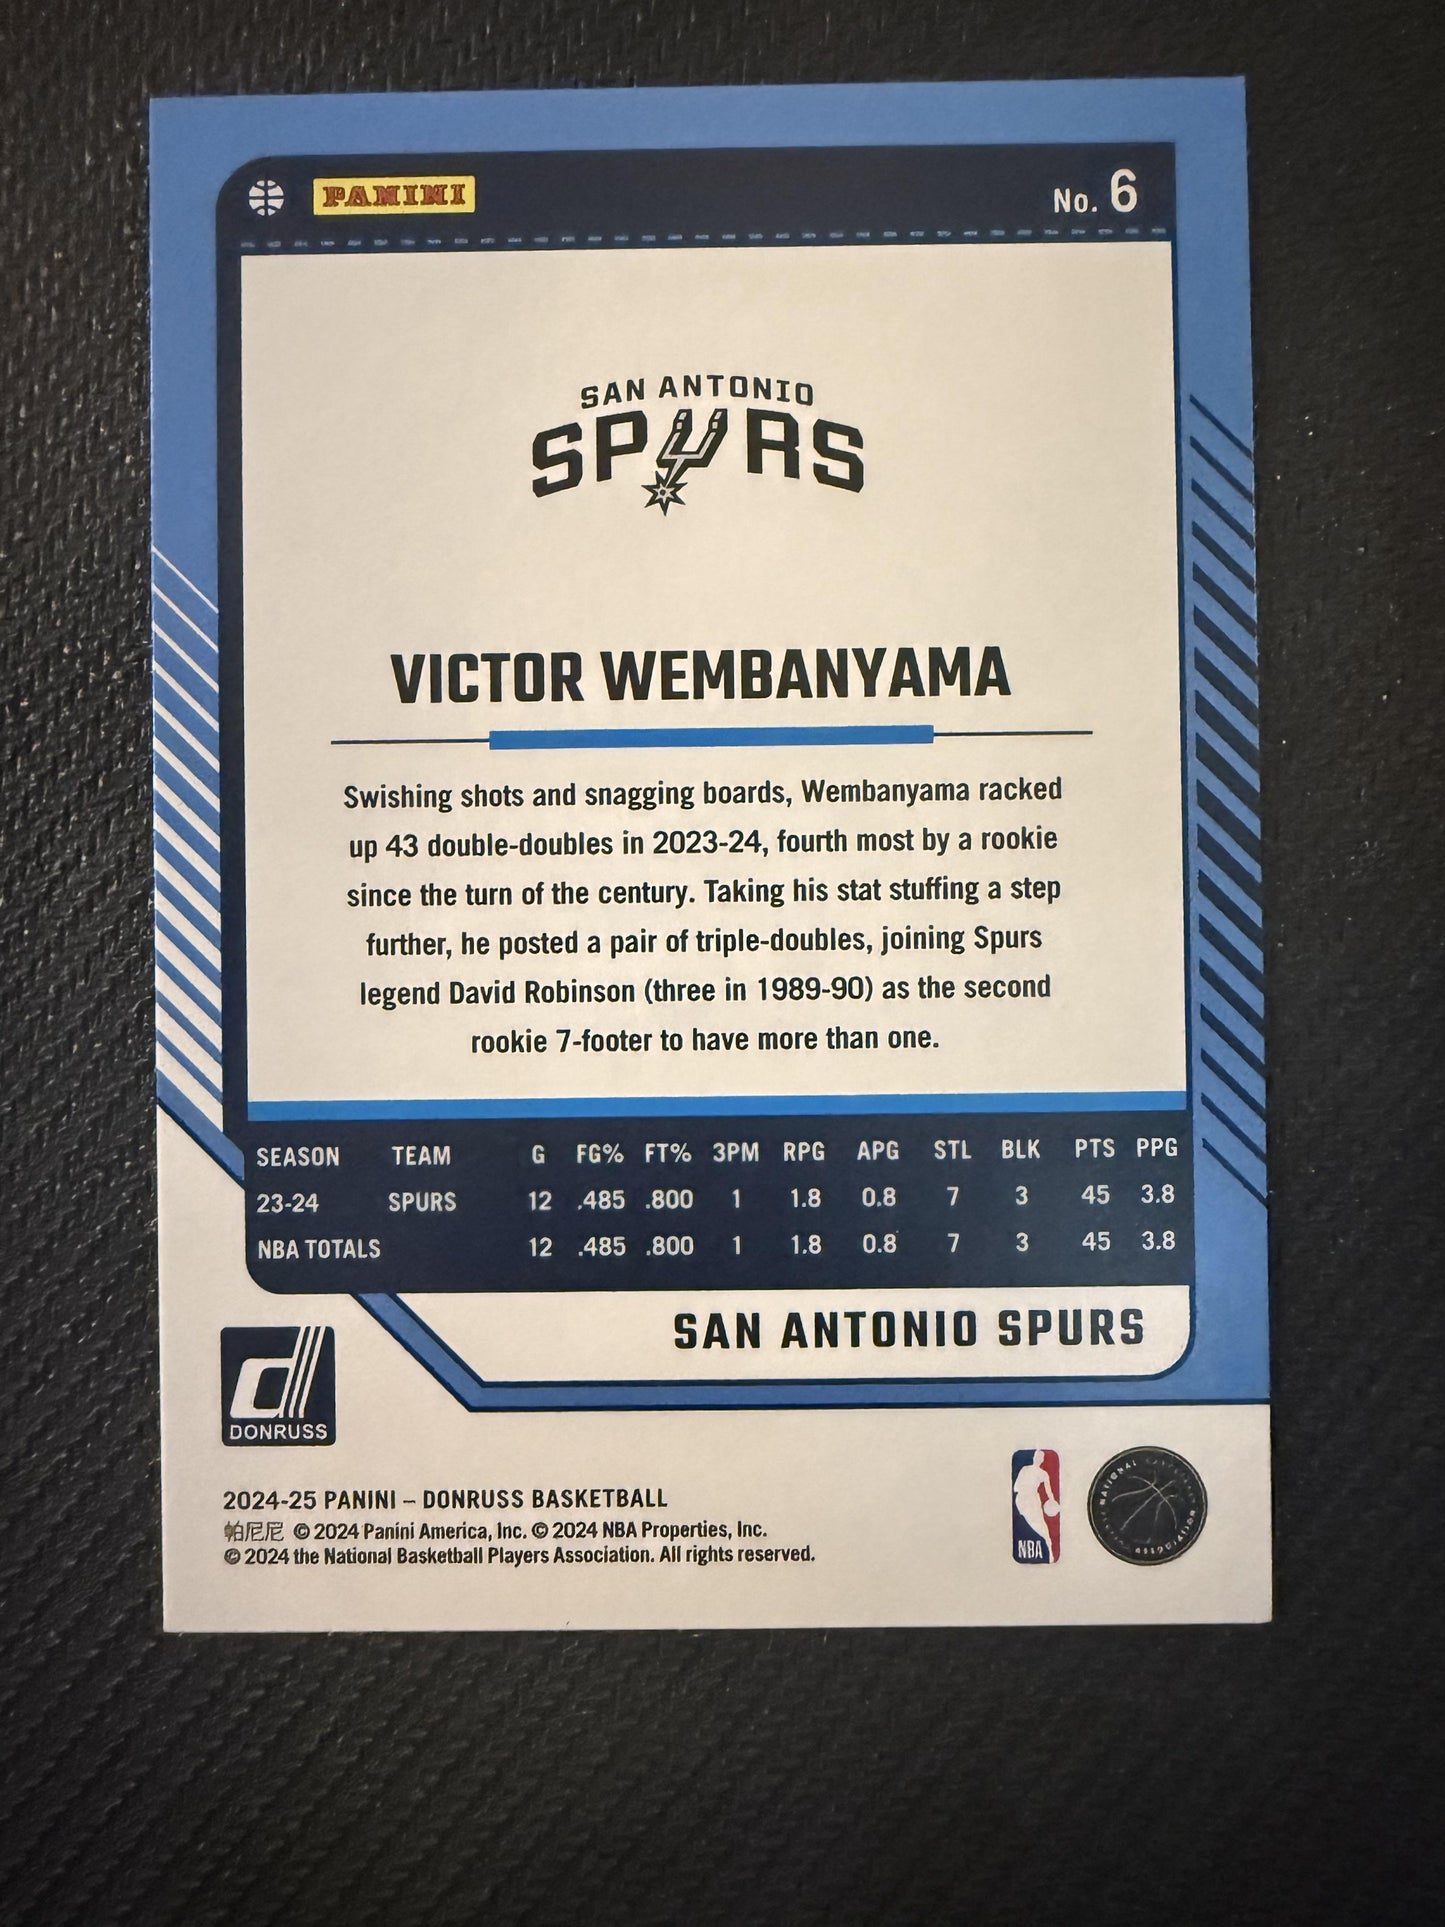 PANINI
No. 6
SAN ANTONIO
SPURS
VICTOR WEMBANYAMA
Swishing shots and snagging boards, Wembanyama racked
up 43 double-doubles in 2023-24, fourth most by a rookie
since the turn of the century. Taking his stat stuffing a step
further, he posted a pair of triple-doubles, joining Spurs
legend David Robinson (three in 1989-90) as the second
rookie 7-footer to have more than one.
SEASON TEAM G FG% FT% 3PM RPG APG STL BLK PTS PPG
23-24 SPURS 12 .485 .800 1 1.8 0.8 7 3 45 3.8
NBA TOTALS 12 .485 .800 1 1.8 0.8 7 3 45 3.8
SAN ANTONIO SPURS
d
DONRUSS
2024-25 PANINI – DONRUSS BASKETBALL
帕尼尼 © 2024 Panini America, Inc. © 2024 NBA Properties, Inc.
© 2024 the National Basketball Players Association. All rights reserved.
NBA
NATIONAL